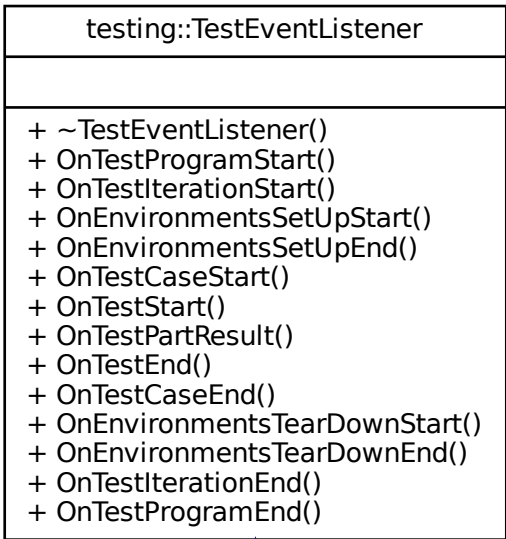 testing::TestEventListener
+ ~TestEventListener()
+ OnTestProgramStart()
+ OnTestIterationStart()
+ OnEnvironmentsSetUpStart()
+ OnEnvironmentsSetUpEnd()
+ OnTestCaseStart()
+ OnTestStart()
+ OnTestPartResult()
+ OnTestEnd()
+ OnTestCaseEnd()
+ OnEnvironmentsTearDownStart()
+ OnEnvironmentsTearDownEnd()
+ OnTestIterationEnd()
+ OnTestProgramEnd()